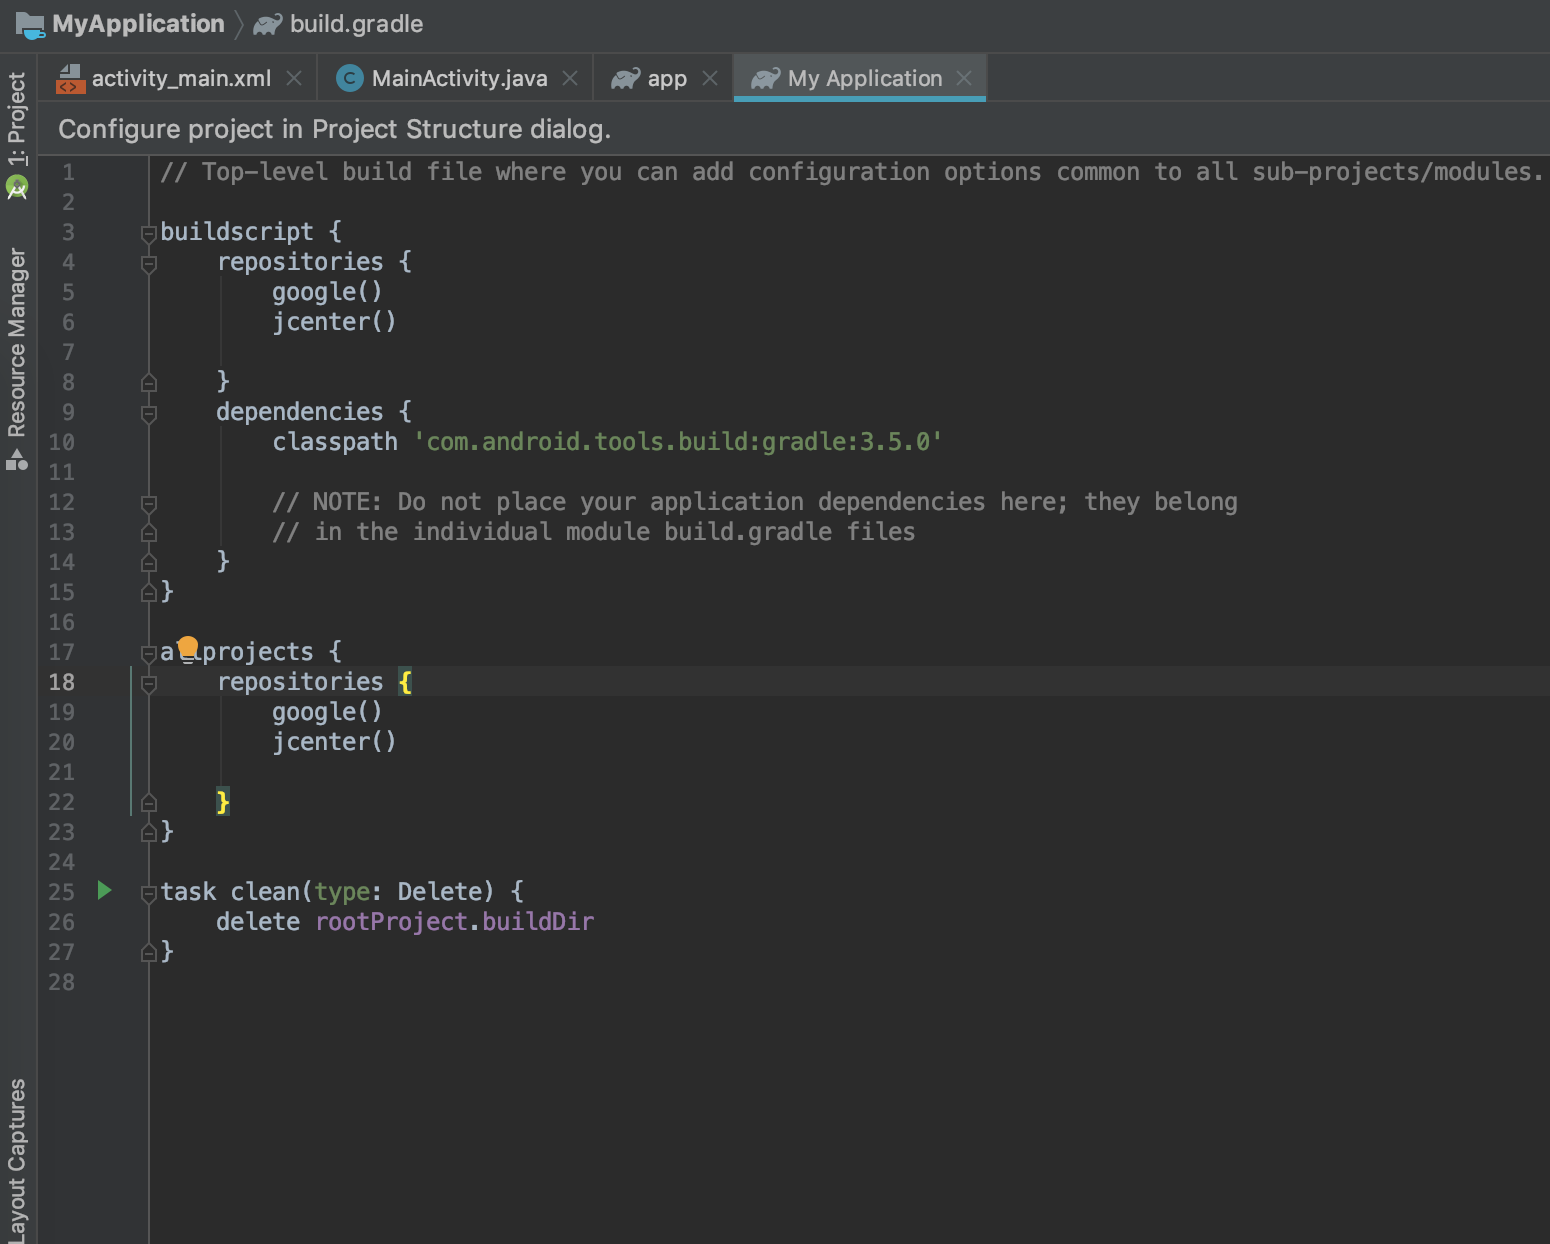 MyApplication build.gradle
activity_main.xml MainActivity.java app My Application
Configure project in Project Structure dialog.
1: Project
Resource Manager
Layout Captures
1 // Top-level build file where you can add configuration options common to all sub-projects/modules.
2
3 buildscript {
4 repositories {
5 google()
6 jcenter()
7
8 }
9 dependencies {
10 classpath 'com.android.tools.build:gradle:3.5.0'
11
12 // NOTE: Do not place your application dependencies here; they belong
13 // in the individual module build.gradle files
14 }
15 }
16
17 allprojects {
18 repositories {
19 google()
20 jcenter()
21
22 }
23 }
24
25 task clean(type: Delete) {
26 delete rootProject.buildDir
27 }
28